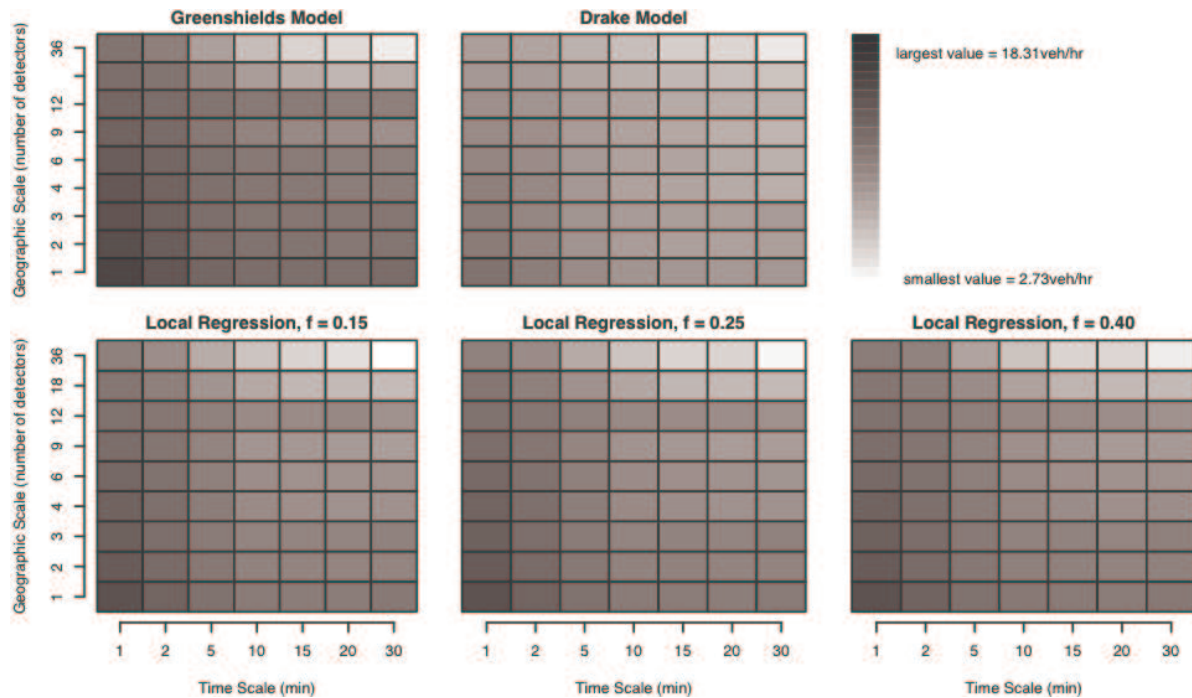 Greenshields Model
Drake Model
Geographic Scale (number of detectors)
36
12
9
6
4
3
2
1
largest value = 18.31veh/hr
smallest value = 2.73veh/hr
Local Regression, f = 0.15
Local Regression, f = 0.25
Local Regression, f = 0.40
Geographic Scale (number of detectors)
36
18
12
9
6
4
3
2
1
1 2 5 10 15 20 30
1 2 5 10 15 20 30
1 2 5 10 15 20 30
Time Scale (min)
Time Scale (min)
Time Scale (min)